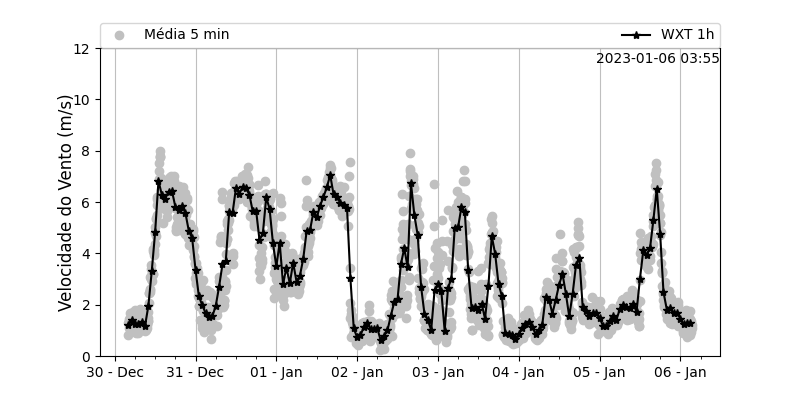 Média 5 min
WXT 1h
2023-01-06 03:55
Velocidade do Vento (m/s)
12
10
8
6
4
2
0
30 - Dec 31 - Dec 01 - Jan 02 - Jan 03 - Jan 04 - Jan 05 - Jan 06 - Jan